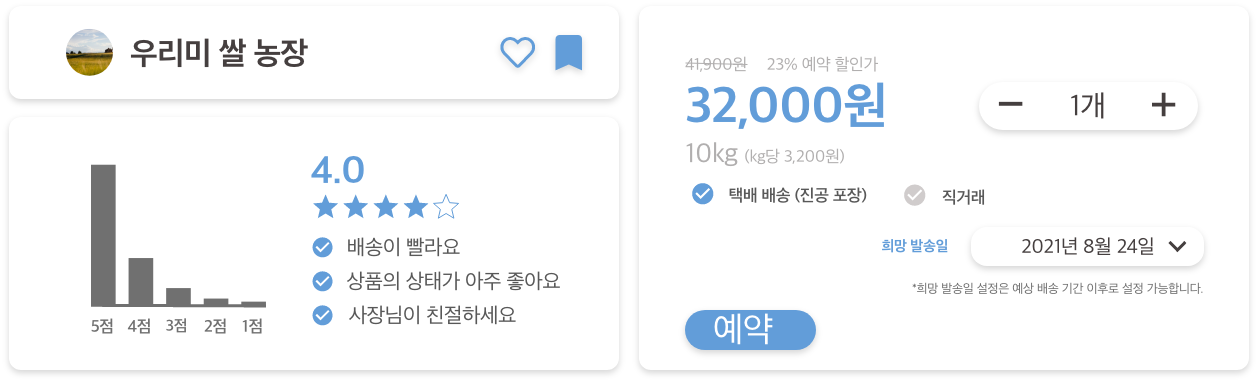 우리미 쌀 농장
4.0
배송이 빨라요
상품의 상태가 아주 좋아요
사장님이 친절하세요
5점 4점 3점 2점 1점
41,900원 23% 예약 할인가
32,000원
1개
10kg (kg당 3,200원)
택배 배송 (진공 포장) 직거래
희망 발송일 2021년 8월 24일
*희망 발송일 설정은 예상 배송 기간 이후로 설정 가능합니다.
예약